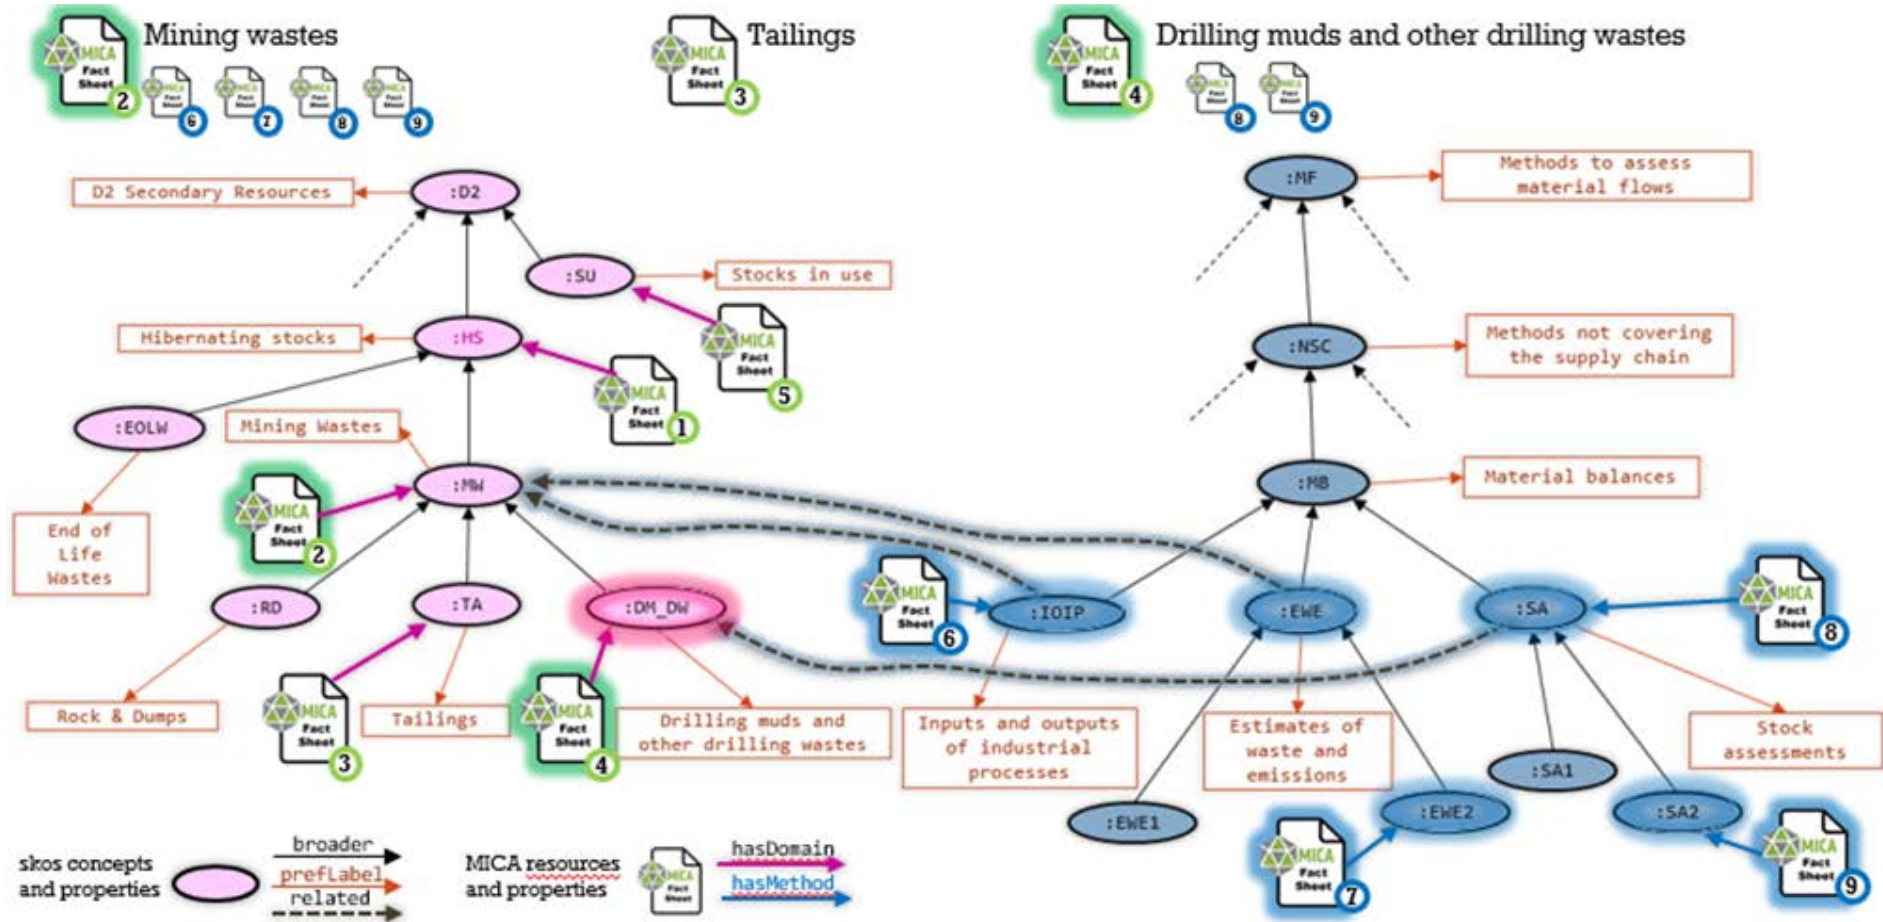 Mining wastes
Tailings
Drilling muds and other drilling wastes
MICA
Fact
Sheet
2
MICA
Fact
Sheet
3
MICA
Fact
Sheet
4
6
7
8
9
8
9
D2 Secondary Resources
:D2
:MF
Methods to assess
material flows
:SU
Stocks in use
Hibernating stocks
:HS
:NSC
Methods not covering
the supply chain
MICA
Fact
Sheet
5
MICA
Fact
Sheet
1
:EOLW
Mining Wastes
:MW
:MB
Material balances
MICA
Fact
Sheet
2
End of
Life
Wastes
:RD
:TA
:DM_DW
MICA
Fact
Sheet
6
:IOIP
:EWE
:SA
MICA
Fact
Sheet
8
Rock & Dumps
MICA
Fact
Sheet
3
Tailings
MICA
Fact
Sheet
4
Drilling muds and
other drilling wastes
Inputs and outputs
of industrial
processes
Estimates of
waste and
emissions
Stock
assessments
:SA1
:EWE1
:EWE2
:SA2
MICA
Fact
Sheet
7
MICA
Fact
Sheet
9
skos concepts
and properties
broader
prefLabel
related
MICA resources
and properties
MICA
Fact
Sheet
hasDomain
hasMethod